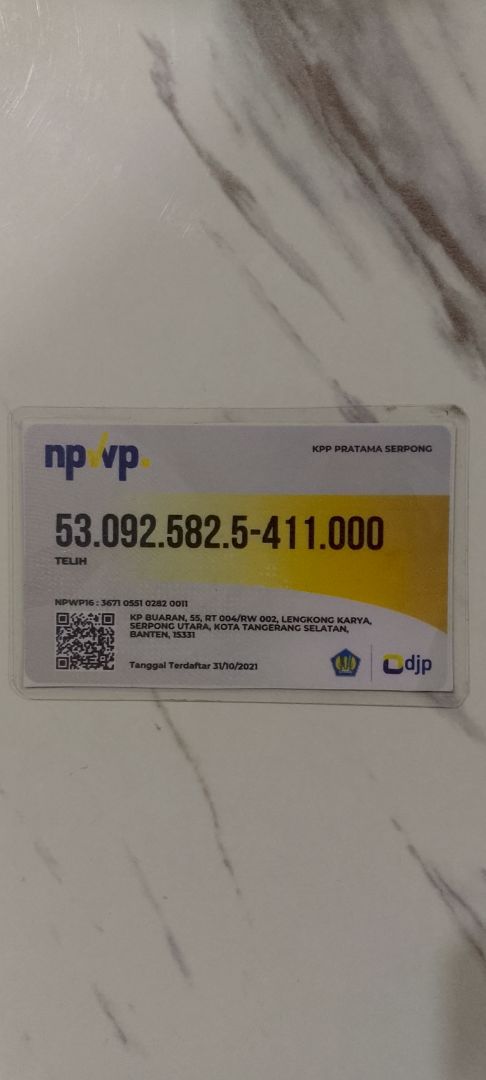 npwp.
KPP PRATAMA SERPONG
53.092.582.5-411.000
TELIH
NPWP16 : 3671 0551 0282 0011
KP BUARAN, 55, RT 004/RW 002, LENGKONG KARYA,
SERPONG UTARA, KOTA TANGERANG SELATAN,
BANTEN, 15331
Tanggal Terdaftar 31/10/2021
djp